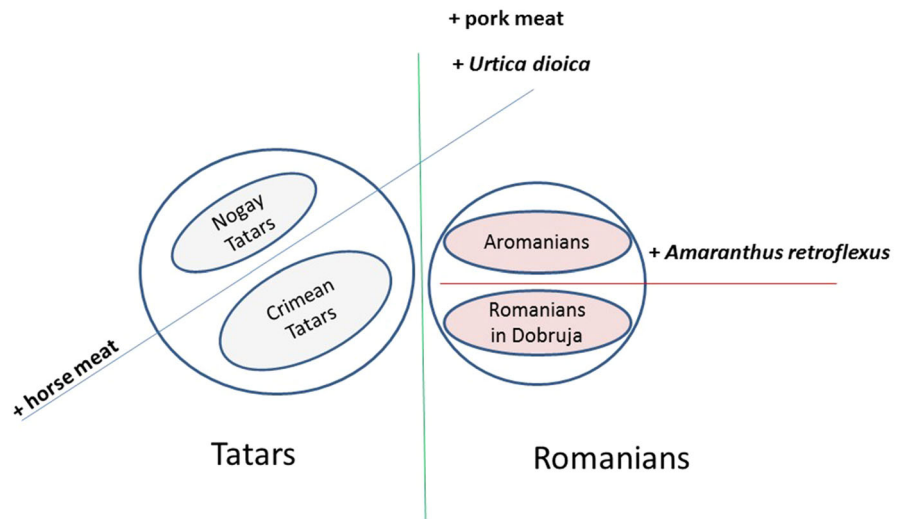 + pork meat
+ Urtica dioica
Nogay
Tatars
Aromanians
+ Amaranthus retroflexus
Crimean
Tatars
Romanians
in Dobruja
+ horse meat
Tatars
Romanians